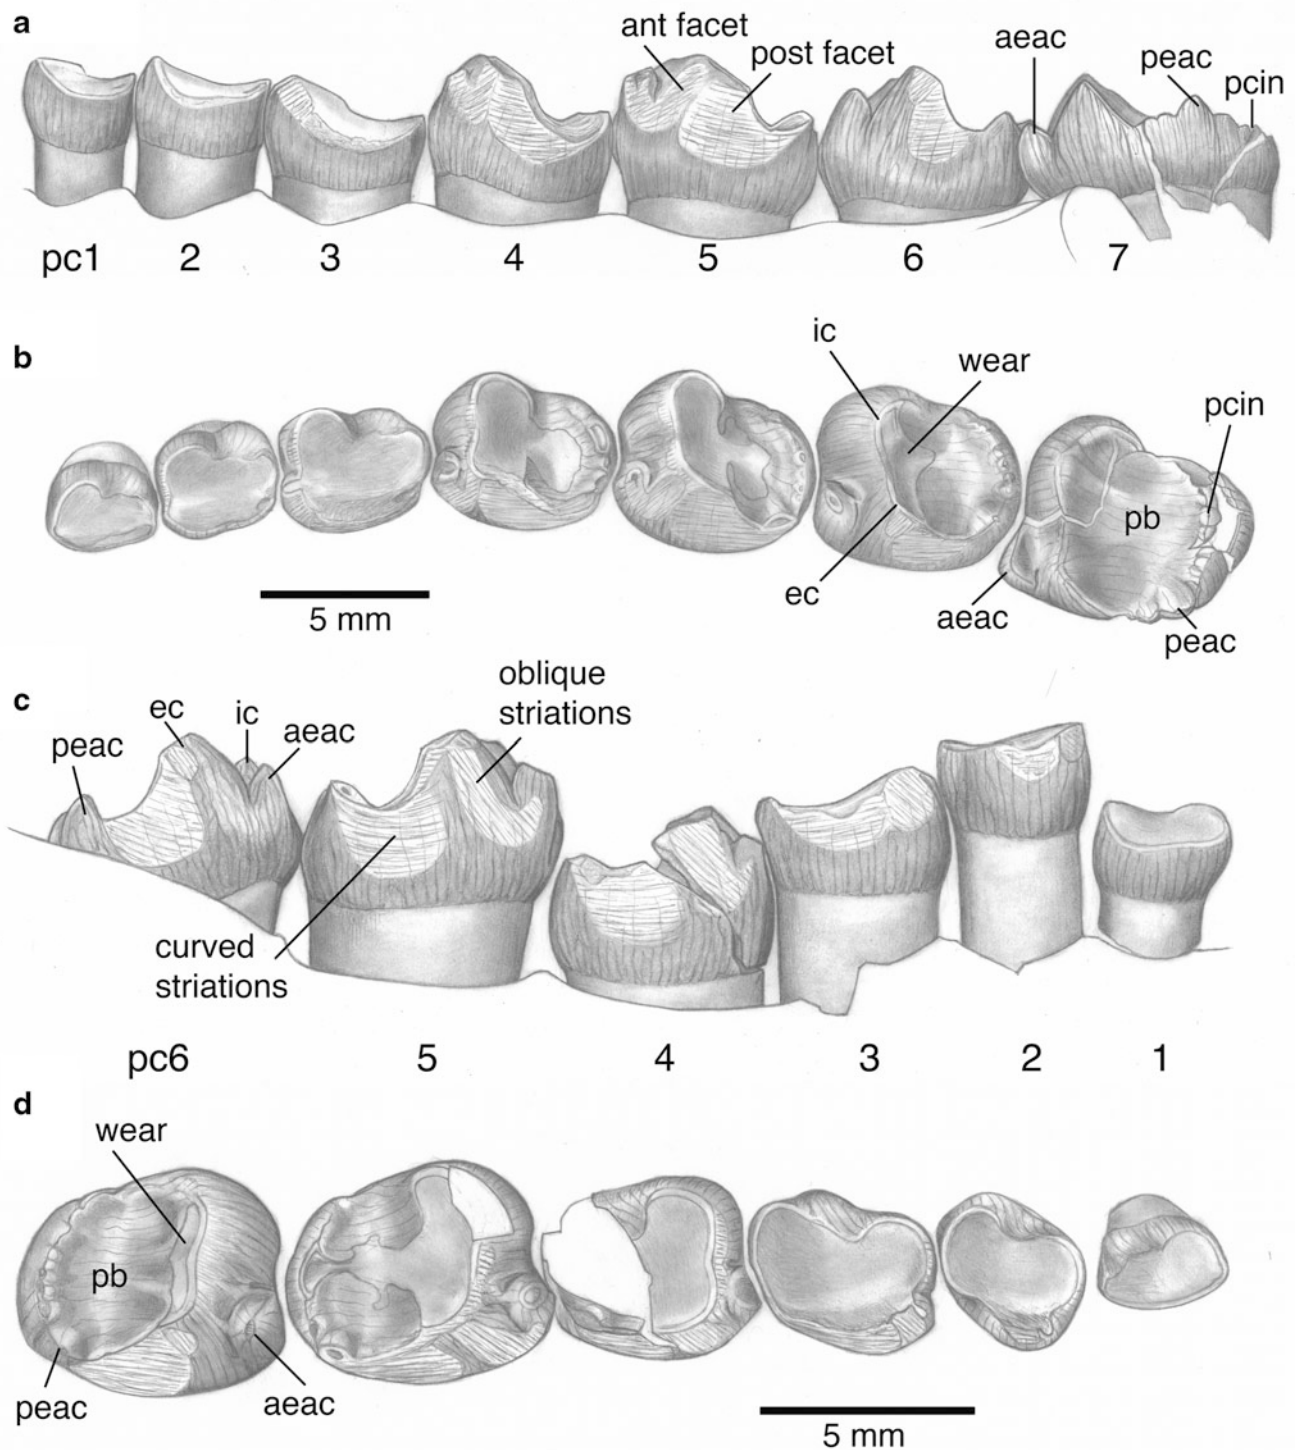 a
ant facet
post facet
aeac
peac
pcin
pc1 2 3 4 5 6 7
b
ic
wear
pcin
pb
ec
aeac
peac
5 mm
c
oblique
striations
ec
ic
aeac
peac
curved
striations
pc6 5 4 3 2 1
d
wear
pb
peac
aeac
5 mm